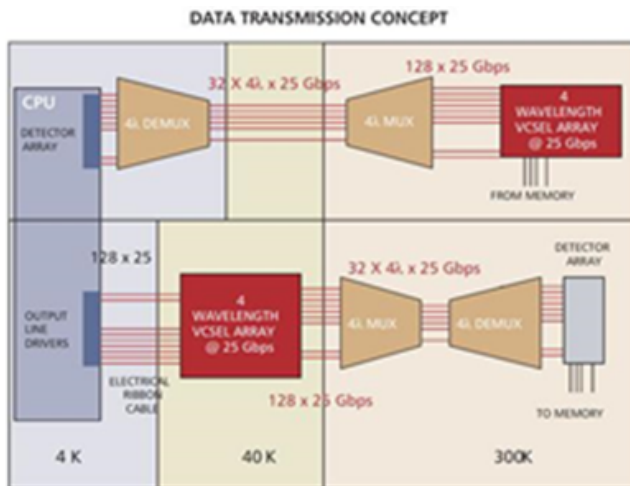 DATA TRANSMISSION CONCEPT
32 X 4λ x 25 Gbps
128 x 25 Gbps
CPU
DETECTOR
ARRAY
4λ DEMUX
4λ MUX
4
WAVELENGTH
VCSEL ARRAY
@ 25 Gbps
FROM MEMORY
128 x 25
32 X 4λ x 25 Gbps
DETECTOR
ARRAY
OUTPUT
LINE
DRIVERS
4
WAVELENGTH
VCSEL ARRAY
@ 25 Gbps
4λ MUX
4λ DEMUX
ELECTRICAL
RIBBON
CABLE
128 x 25 Gbps
TO MEMORY
4 K
40 K
300K